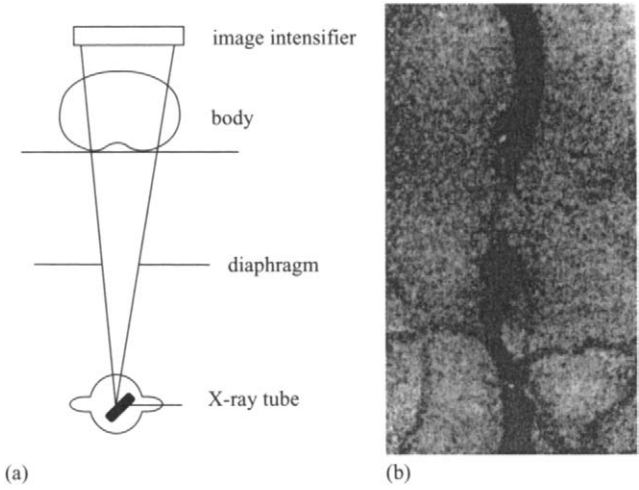 image intensifier
body
diaphragm
X-ray tube
(a)
(b)